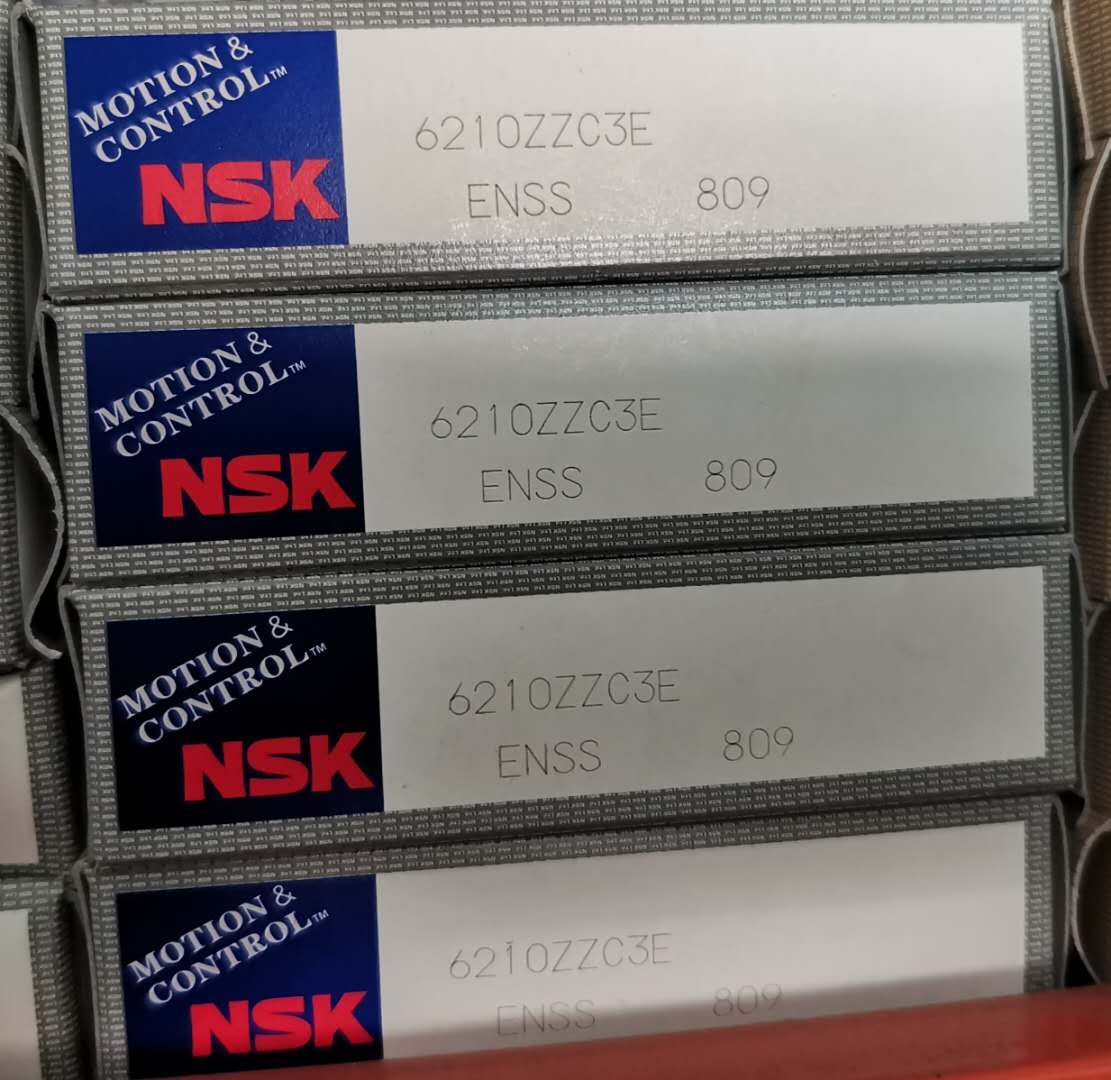 MOTION &
CONTROL™
NSK
6210ZZC3E
ENSS 809
MOTION &
CONTROL™
NSK
6210ZZC3E
ENSS 809
MOTION &
CONTROL™
NSK
6210ZZC3E
ENSS 809
MOTION &
CONTROL™
NSK
6210ZZC3E
ENSS 809